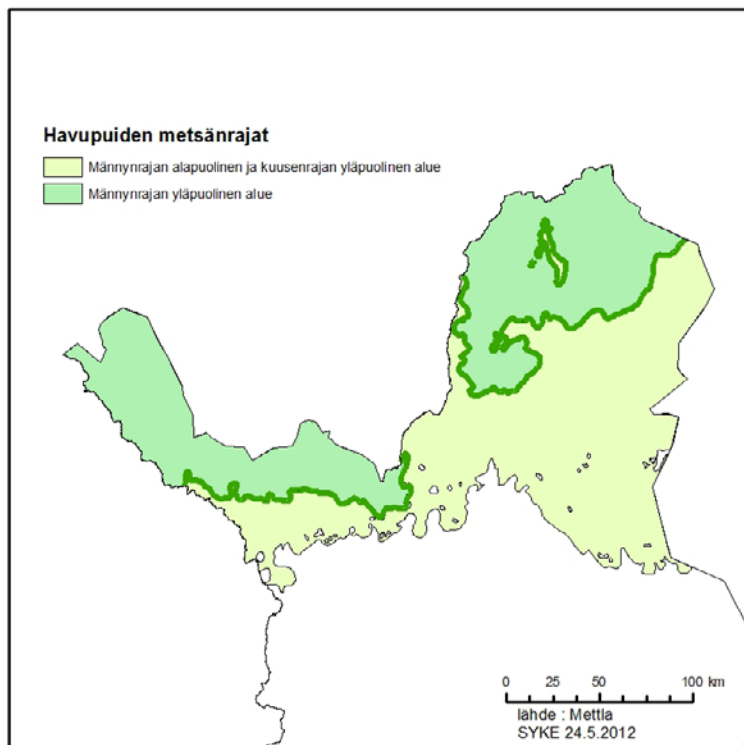 Havupuiden metsänrajat
Männynrajan alapuolinen ja kuusenrajan yläpuolinen alue
Männynrajan yläpuolinen alue
0 25 50 100 km
lähde : Mettla
SYKE 24.5.2012